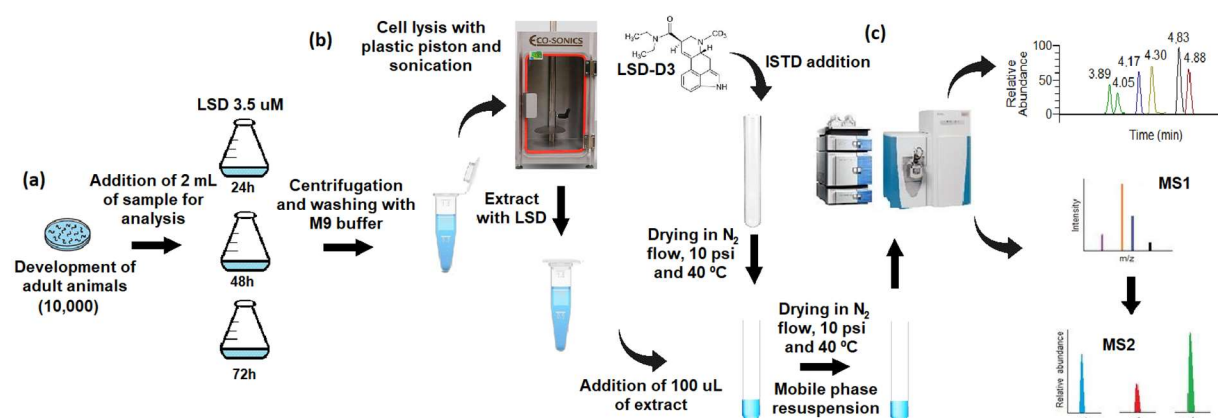 (a)
Development of
adult animals
(10,000)
Addition of 2 mL
of sample for
analysis
LSD 3.5 uM
24h
48h
72h
Centrifugation
and washing with
M9 buffer
(b)
Cell lysis with
plastic piston and
sonication
ECO-SONICS
Extract
with LSD
O
N
N
CD3
H
H
NH
LSD-D3
ISTD addition
Drying in N2
flow, 10 psi
and 40 ºC
Addition of 100 uL
of extract
Drying in N2
flow, 10 psi
and 40 ºC
Mobile phase
resuspension
(c)
Relative
Abundance
100
50
0
3.89
4.05
4.17
4.30
4.83
4.88
Time (min)
MS1
Intensity
m/z
MS2
Relative abundance